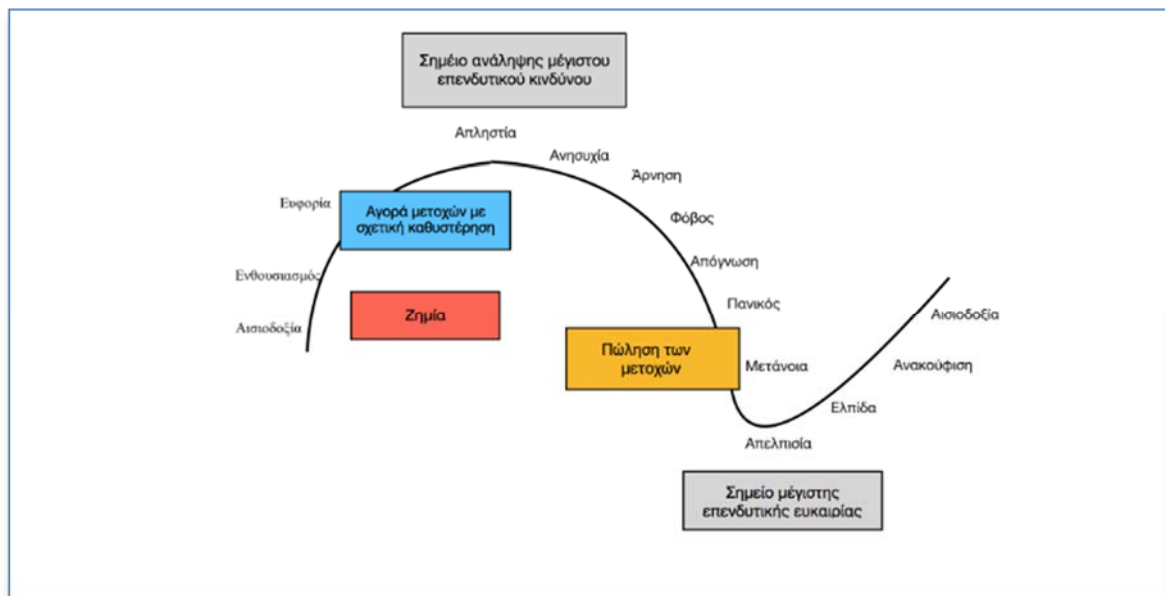 Σημέιο ανάληψης μέγιστου
επενδυτικού κινδύνου
Απληστία
Ανησυχία
Άρνηση
Ευφορία
Αγορά μετοχών με
σχετική καθυστέρηση
Φόβος
Απόγνωση
Ενθουσιασμός
Πανικός
Αισιοδοξία
Ζημία
Αισιοδοξία
Πώληση των
μετοχών
Μετάνοια
Ανακούφιση
Ελπίδα
Απελπισία
Σημείο μέγιστης
επενδυτικής ευκαιρίας